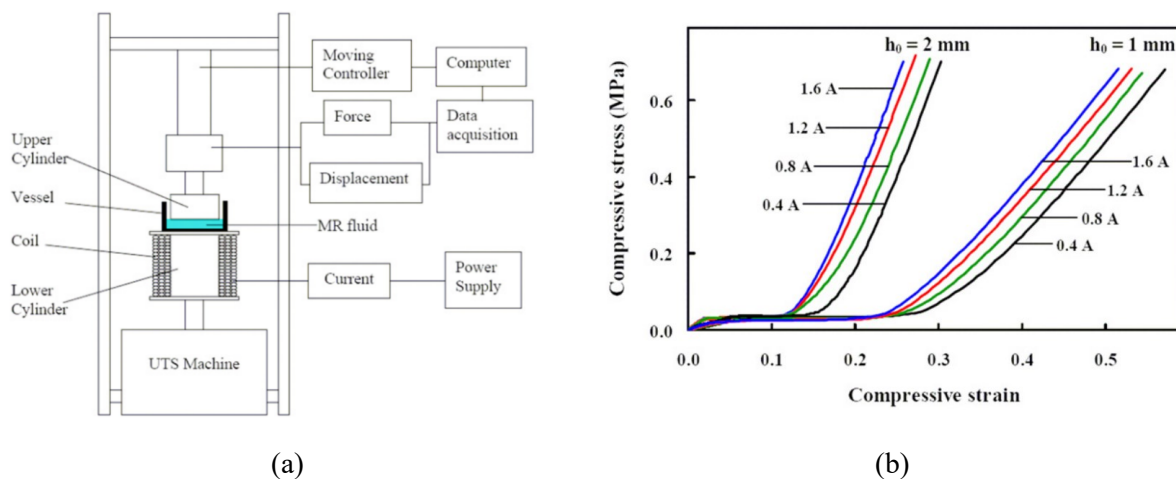 Moving
Controller
Computer
Force
Data
acquisition
Displacement
Upper
Cylinder
Vessel
MR fluid
Coil
Current
Power
Supply
Lower
Cylinder
UTS Machine
(a)
h₀ = 2 mm
h₀ = 1 mm
1.6 A
1.2 A
0.8 A
0.4 A
1.6 A
1.2 A
0.8 A
0.4 A
Compressive stress (MPa)
0.6
0.4
0.2
0.0
0.0 0.1 0.2 0.3 0.4 0.5
Compressive strain
(b)